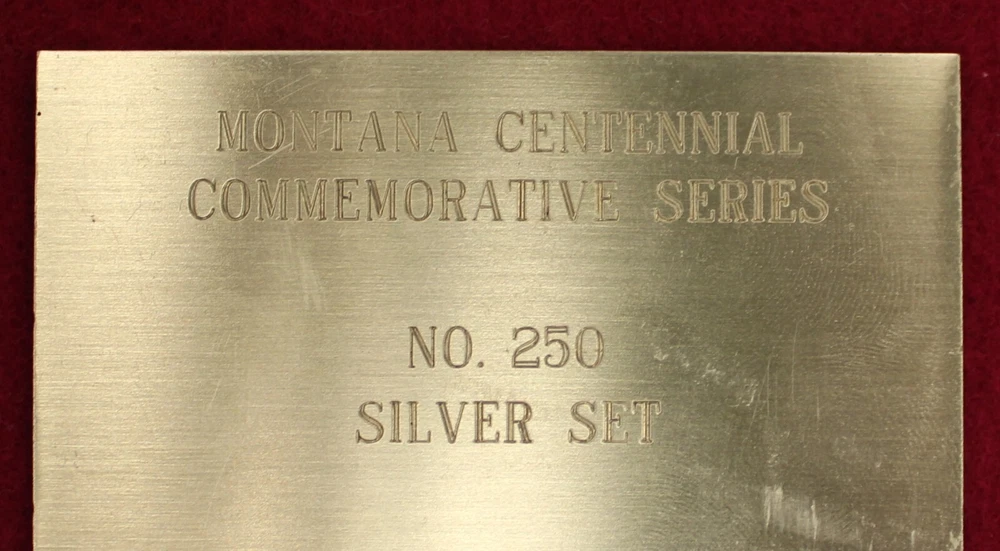 MONTANA CENTENNIAL
COMMEMORATIVE SERIES
NO. 250
SILVER SET